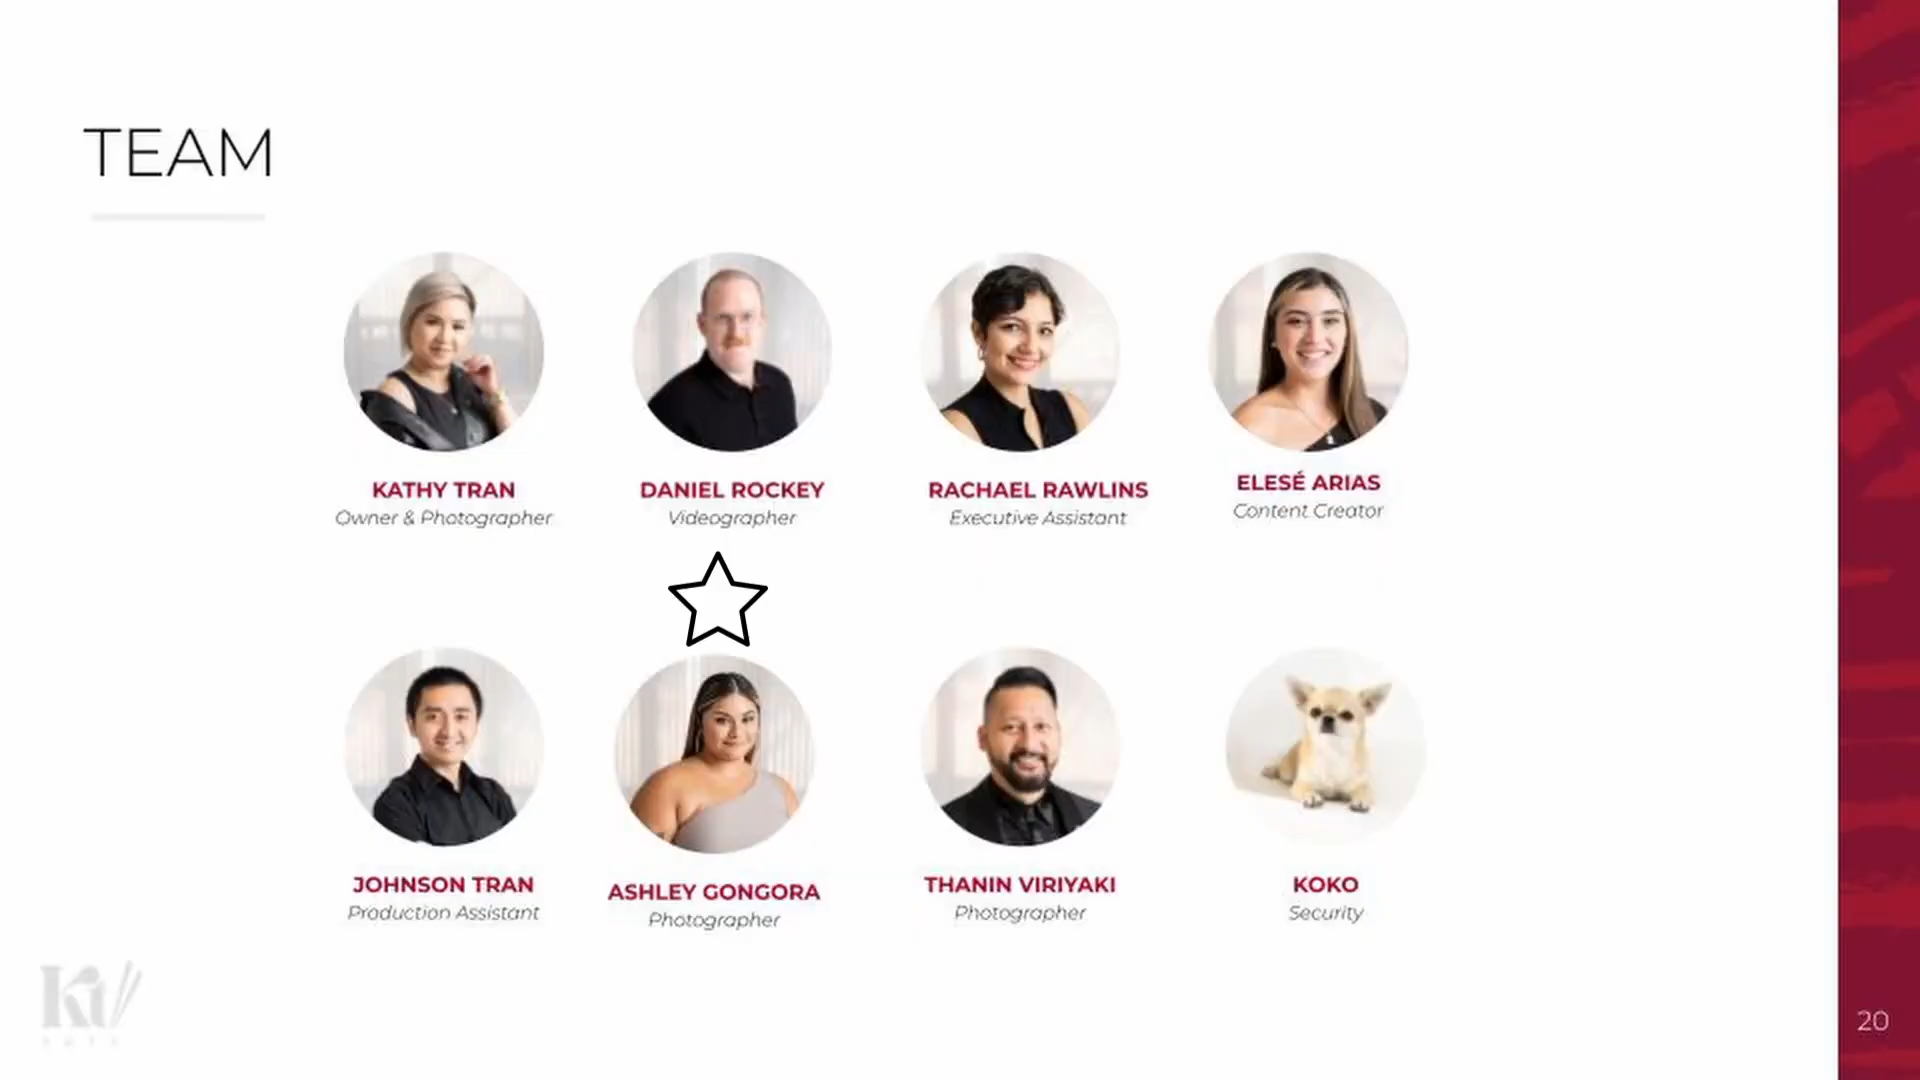 TEAM
KATHY TRAN
Owner & Photographer
DANIEL ROCKEY
Videographer
RACHAEL RAWLINS
Executive Assistant
ELESÉ ARIAS
Content Creator
JOHNSON TRAN
Production Assistant
ASHLEY GONGORA
Photographer
THANIN VIRIYAKI
Photographer
KOKO
Security
20